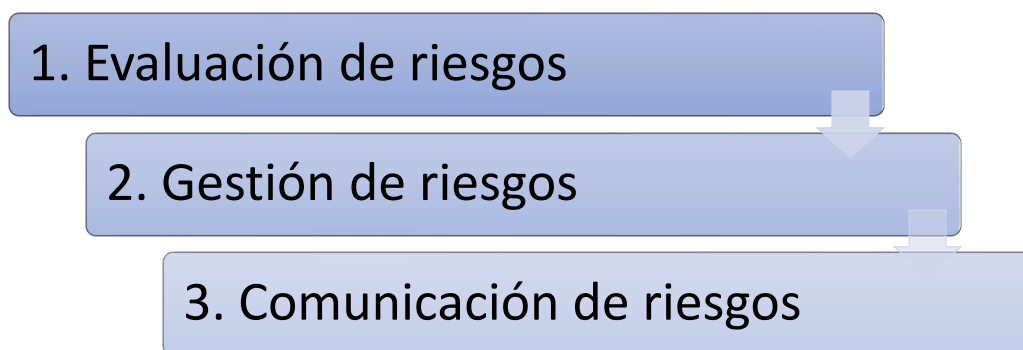 1. Evaluación de riesgos
2. Gestión de riesgos
3. Comunicación de riesgos